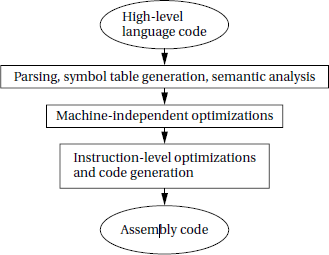 High-level
language code
Parsing, symbol table generation, semantic analysis
Machine-independent optimizations
Instruction-level optimizations
and code generation
Assembly code